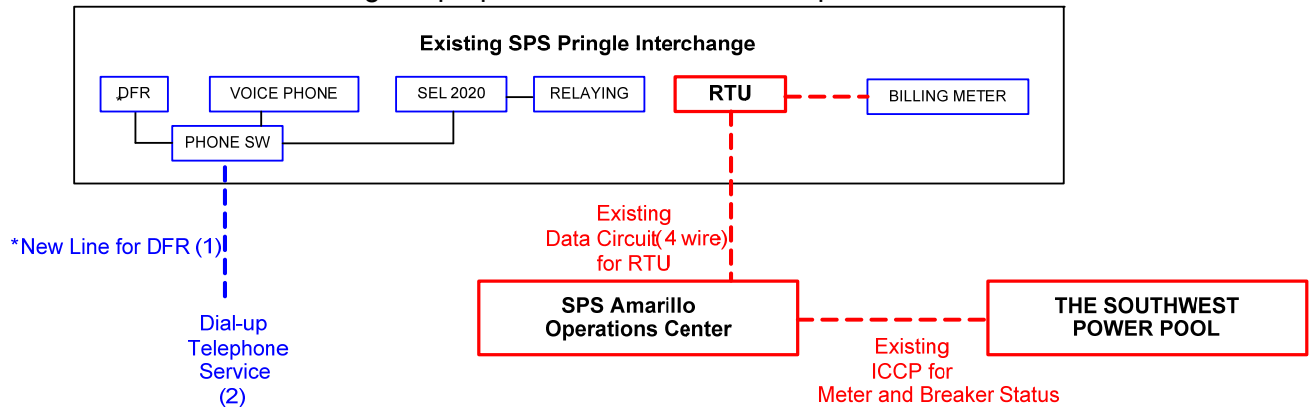 Existing SPS Pringle Interchange
*DFR
VOICE PHONE
SEL 2020
RELAYING
RTU
BILLING METER
PHONE SW
*New Line for DFR (1)
Dial-up
Telephone
Service
(2)
Existing
Data Circuit(4 wire)
for RTU
SPS Amarillo
Operations Center
THE SOUTHWEST
POWER POOL
Existing
ICCP for
Meter and Breaker Status